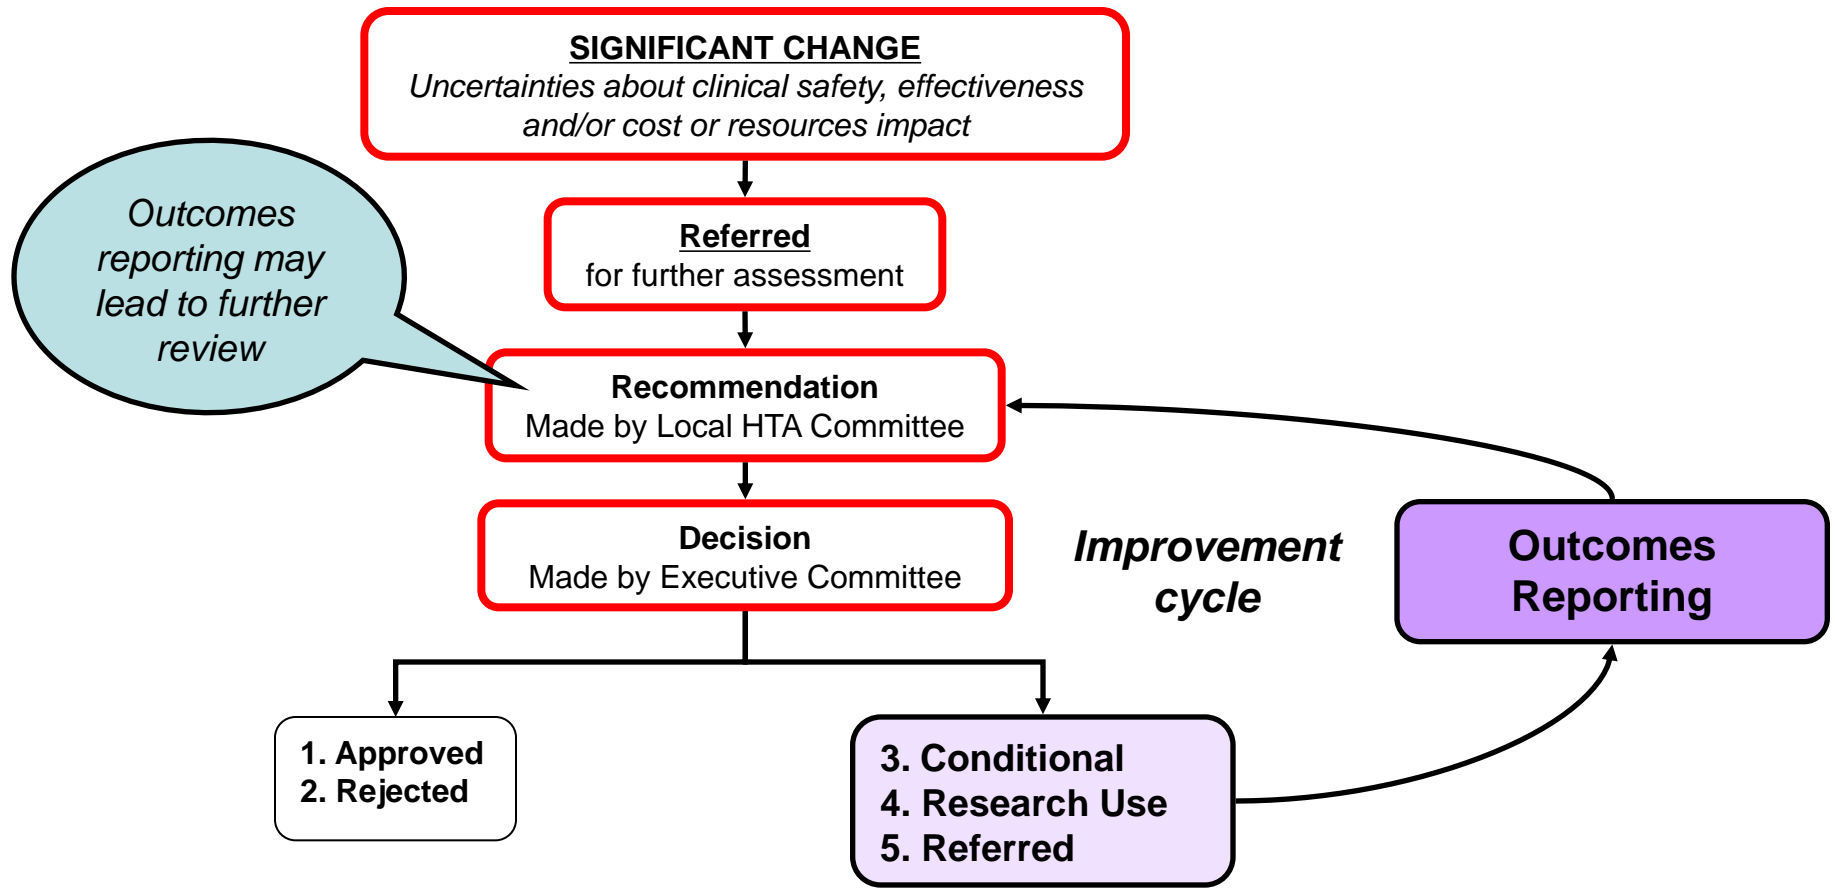 SIGNIFICANT CHANGE
Uncertainties about clinical safety, effectiveness
and/or cost or resources impact
Outcomes
reporting may
lead to further
review
Referred
for further assessment
Recommendation
Made by Local HTA Committee
Decision
Made by Executive Committee
Improvement
cycle
Outcomes
Reporting
1. Approved
2. Rejected
3. Conditional
4. Research Use
5. Referred